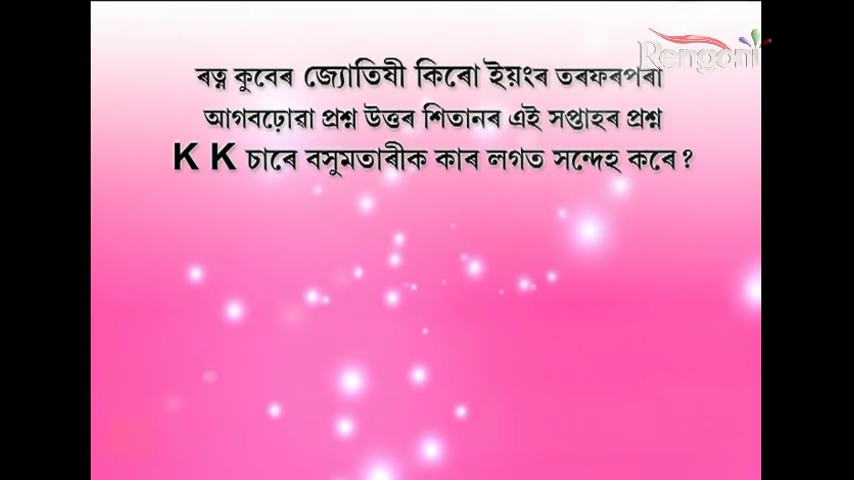 Rengoni
ৰত্ন কুবেৰ জ্যোতিষী কিৰো ইয়ংৰ তৰফৰপৰা
আগবঢ়োৱা প্ৰশ্ন উত্তৰ শিতানৰ এই সপ্তাহৰ প্ৰশ্ন
K K চাৰে বসুমতাৰীক কাৰ লগত সন্দেহ কৰে?